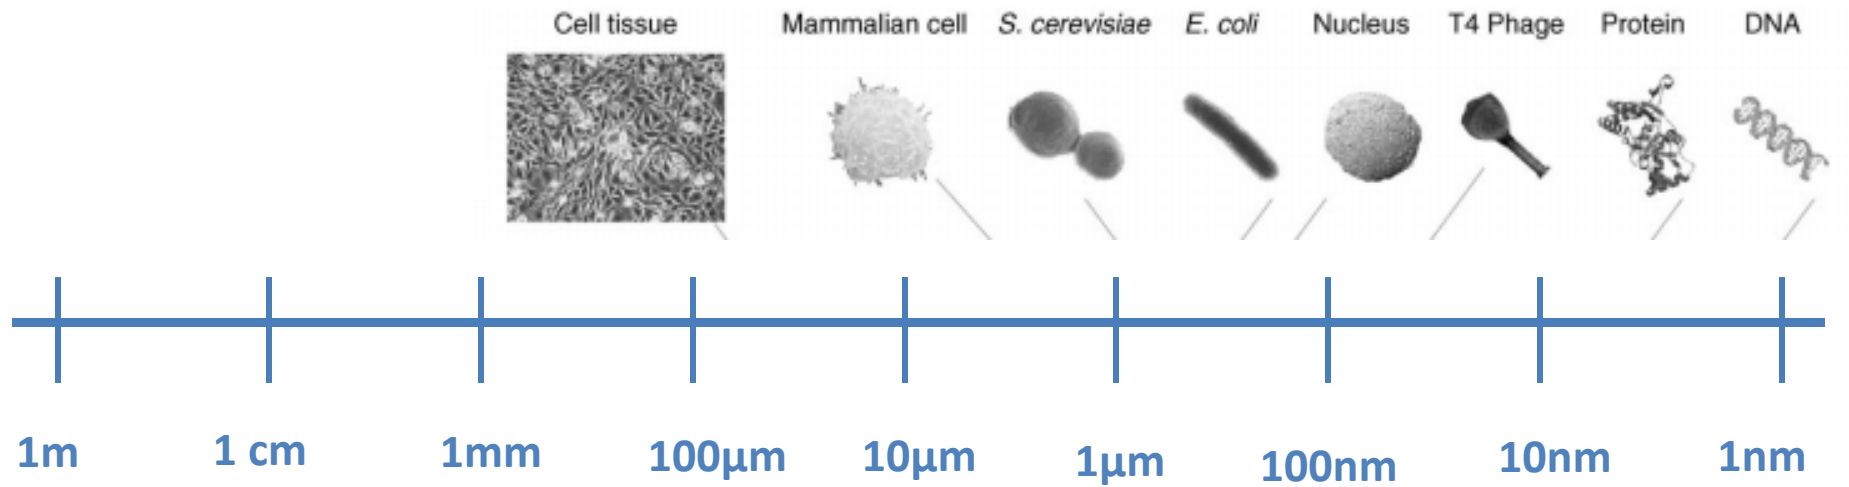 Cell tissue Mammalian cell S. cerevisiae E. coli Nucleus T4 Phage Protein DNA
1m 1 cm 1mm 100µm 10µm 1µm 100nm 10nm 1nm